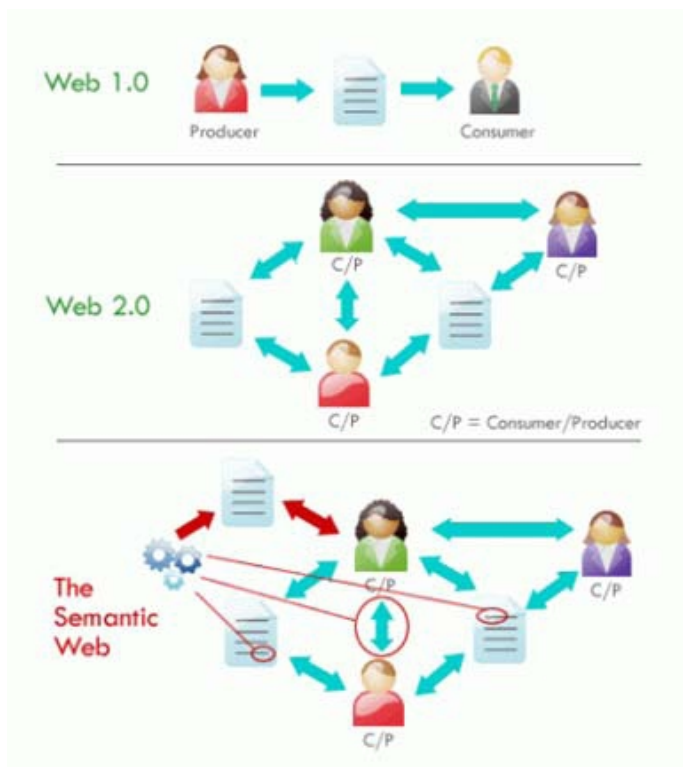 Web 1.0
Producer
Consumer
C/P
C/P
Web 2.0
C/P
C/P = Consumer/Producer
C/P
C/P
The
Semantic
Web
C/P